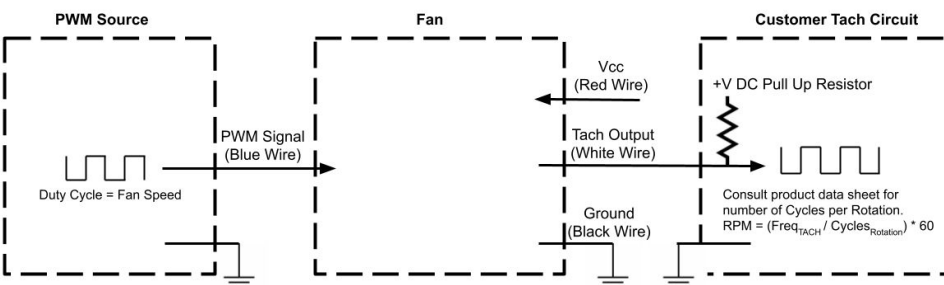 PWM Source
Fan
Customer Tach Circuit
Vcc
(Red Wire)
+V DC Pull Up Resistor
PWM Signal
(Blue Wire)
Tach Output
(White Wire)
Duty Cycle = Fan Speed
Consult product data sheet for
number of Cycles per Rotation.
RPM = (FreqTACH / CyclesRotation) * 60
Ground
(Black Wire)